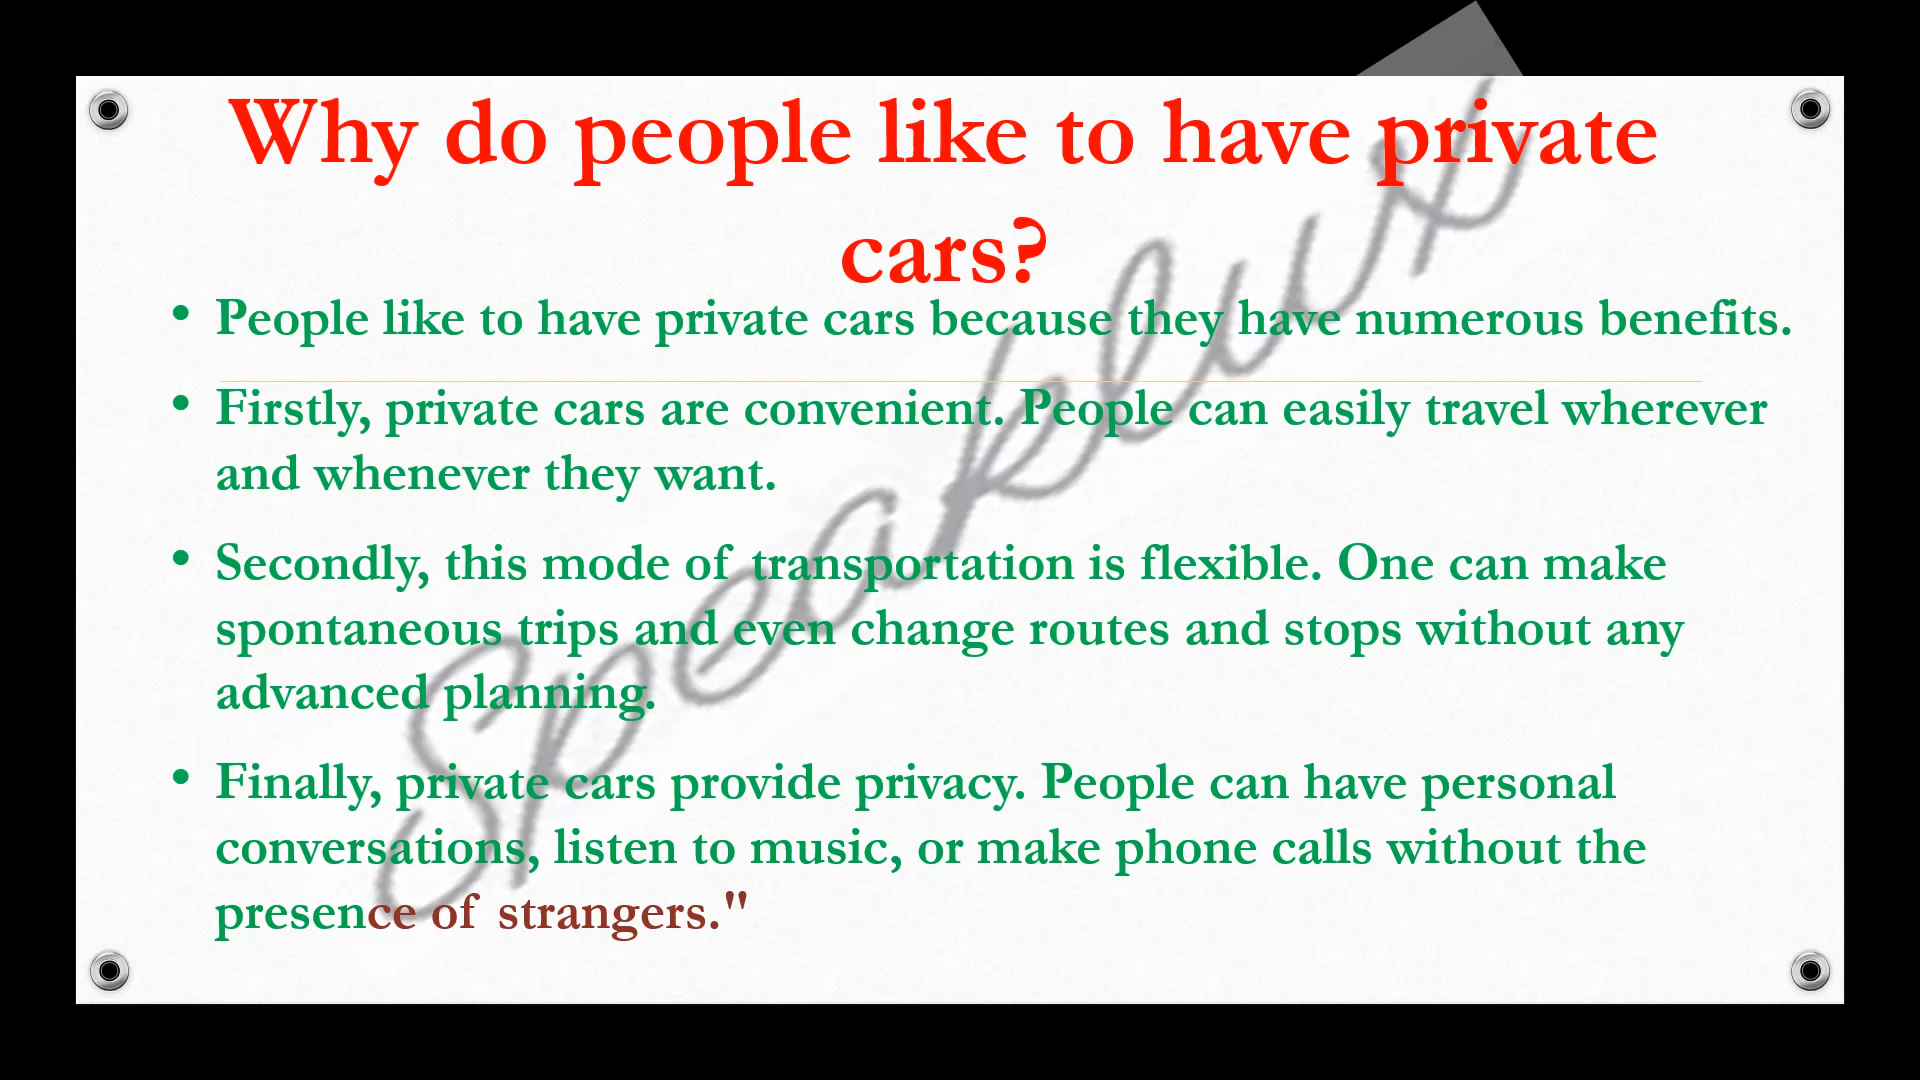 Why do people like to have private
cars?
• People like to have private cars because they have numerous benefits.
• Firstly, private cars are convenient. People can easily travel wherever
and whenever they want.
• Secondly, this mode of transportation is flexible. One can make
spontaneous trips and even change routes and stops without any
advanced planning.
• Finally, private cars provide privacy. People can have personal
conversations, listen to music, or make phone calls without the
presence of strangers."
Speakluxe